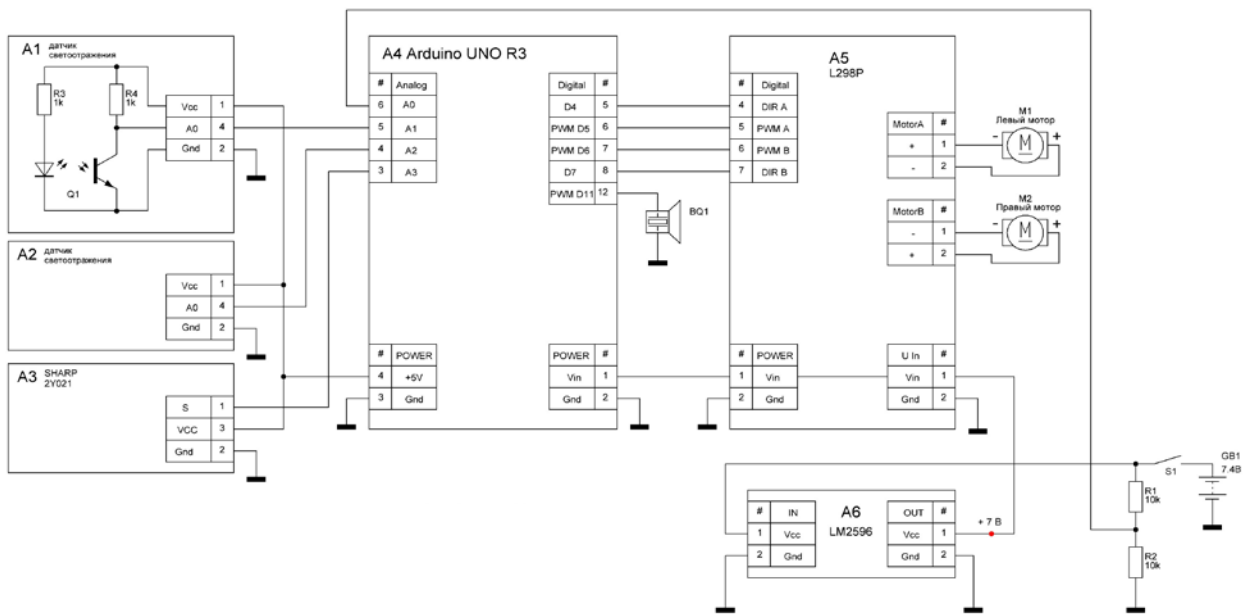 A1 датчик
светоотражения
R3
1k
R4
1k
Q1
Vcc 1
A0 4
Gnd 2
A2 датчик
светоотражения
Vcc 1
A0 4
Gnd 2
A3 SHARP
2Y021
S 1
VCC 3
Gnd 2
A4 Arduino UNO R3
# Analog
6 A0
5 A1
4 A2
3 A3
Digital #
D4 5
PWM D5 6
PWM D6 7
D7 8
PWM D11 12
BQ1
# POWER
4 +5V
3 Gnd
POWER #
Vin 1
Gnd 2
A5
L298P
# Digital
4 DIR A
5 PWM A
6 PWM B
7 DIR B
MotorA #
+ 1
- 2
MotorB #
- 1
+ 2
M1
Левый мотор
- M +
M2
Правый мотор
- M +
# POWER
1 Vin
2 Gnd
U In #
Vin 1
Gnd 2
A6
LM2596
# IN
1 Vcc
2 Gnd
OUT #
Vcc 1
Gnd 2
+ 7 В
S1
GB1
7.4В
R1
10k
R2
10k